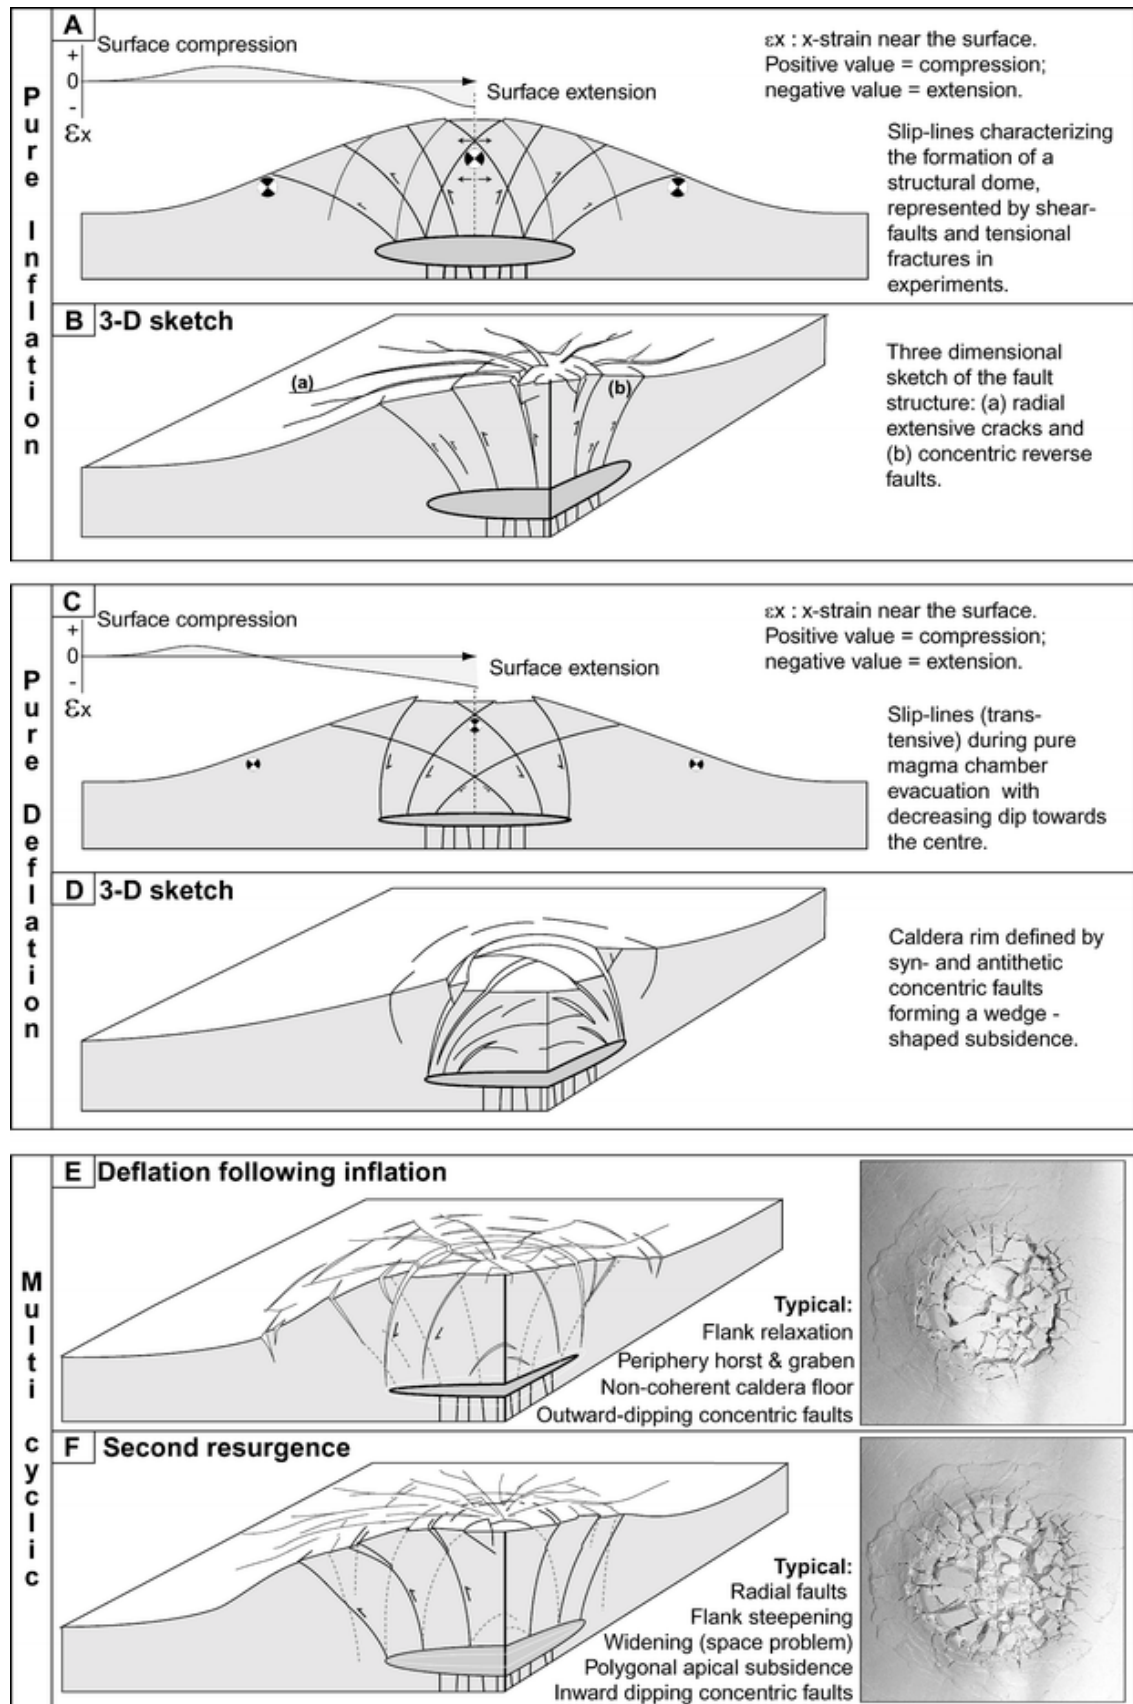 Pure Inflation
A
Surface compression
+
0
-
εx
Surface extension
εx : x-strain near the surface.
Positive value = compression;
negative value = extension.
Slip-lines characterizing
the formation of a
structural dome,
represented by shear-
faults and tensional
fractures in
experiments.
B 3-D sketch
(a)
(b)
Three dimensional
sketch of the fault
structure: (a) radial
extensive cracks and
(b) concentric reverse
faults.
Pure Deflation
C
Surface compression
+
0
-
εx
Surface extension
εx : x-strain near the surface.
Positive value = compression;
negative value = extension.
Slip-lines (trans-
tensive) during pure
magma chamber
evacuation with
decreasing dip towards
the centre.
D 3-D sketch
Caldera rim defined by
syn- and antithetic
concentric faults
forming a wedge -
shaped subsidence.
Multi cyclic
E Deflation following inflation
Typical:
Flank relaxation
Periphery horst & graben
Non-coherent caldera floor
Outward-dipping concentric faults
F Second resurgence
Typical:
Radial faults
Flank steepening
Widening (space problem)
Polygonal apical subsidence
Inward dipping concentric faults